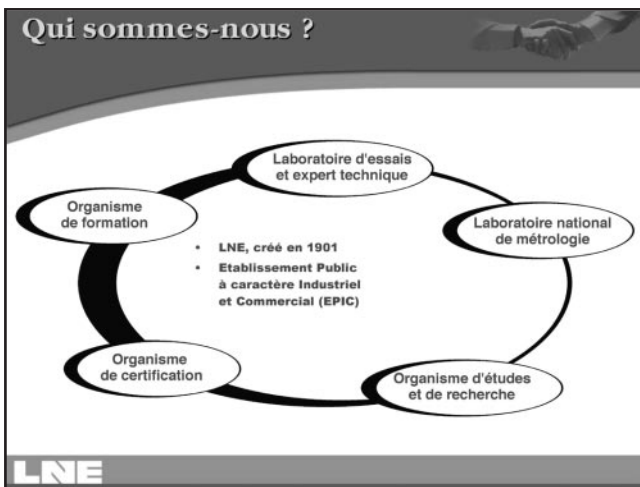 Qui sommes-nous ?
Laboratoire d'essais
et expert technique
Organisme
de formation
Laboratoire national
de métrologie
• LNE, créé en 1901
• Etablissement Public
à caractère Industriel
et Commercial (EPIC)
Organisme
de certification
Organisme d'études
et de recherche
LNE